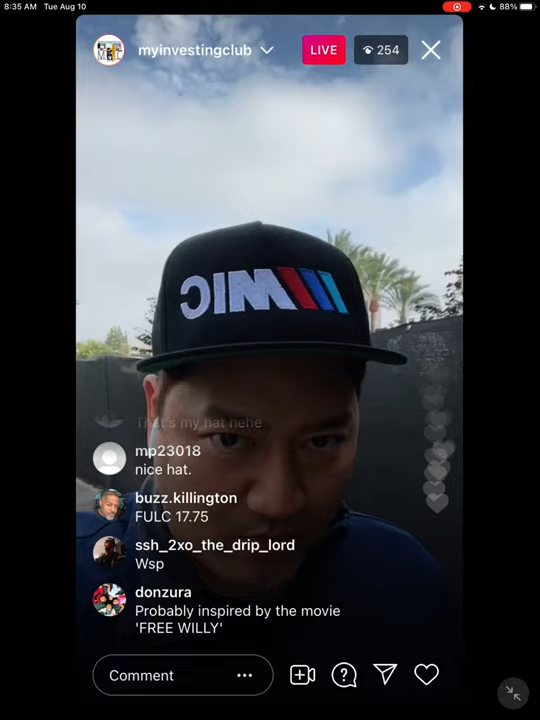 8:35 AM Tue Aug 10
88%
myinvestingclub
LIVE
254
MIC
That's my hat hehe
mp23018
nice hat.
buzz.killington
FULC 17.75
ssh_2xo_the_drip_lord
Wsp
donzura
Probably inspired by the movie
'FREE WILLY'
Comment